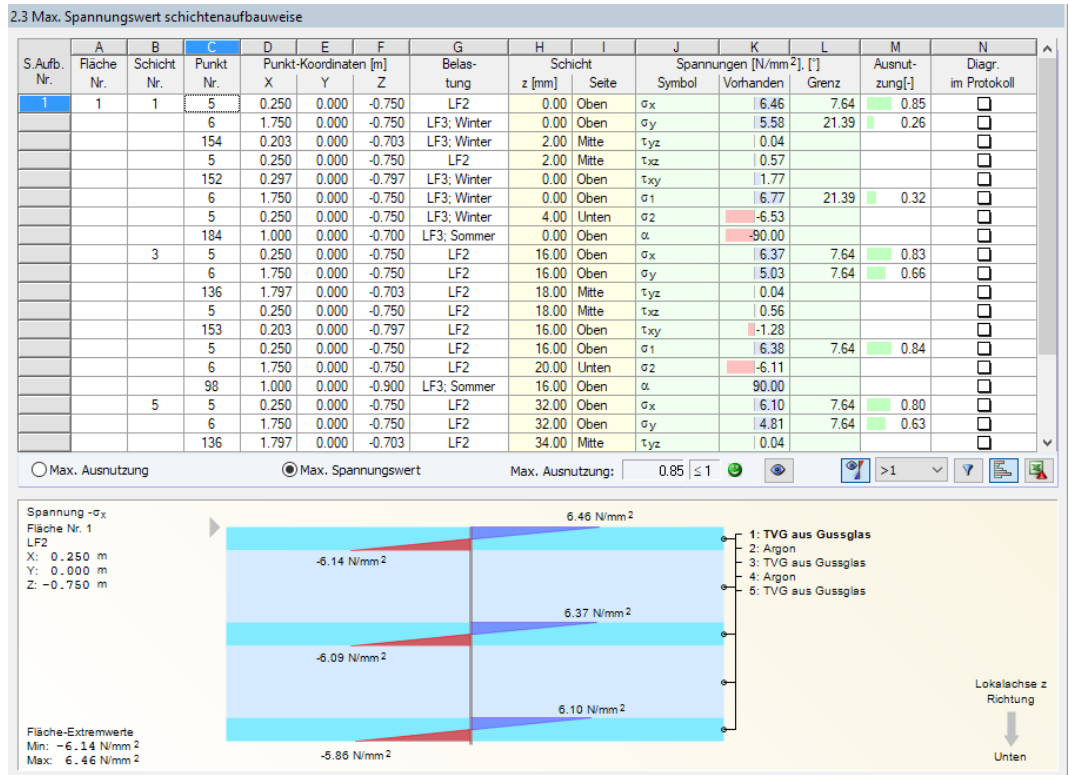 2.3 Max. Spannungswert schichtenaufbauweise
A B C D E F G H I J K L M N
S.Aufb. Fläche Schicht Punkt Punkt-Koordinaten [m] Belas- Schicht Spannungen [N/mm²], [°] Ausnut- Diagr.
Nr. Nr. Nr. Nr. X Y Z tung z [mm] Seite Symbol Vorhanden Grenz zung[-] im Protokoll
1 1 1 5 0.250 0.000 -0.750 LF2 0.00 Oben σx 6.46 7.64 0.85
6 1.750 0.000 -0.750 LF3; Winter 0.00 Oben σy 5.58 21.39 0.26
154 0.203 0.000 -0.703 LF3; Winter 2.00 Mitte τyz 0.04
5 0.250 0.000 -0.750 LF2 2.00 Mitte τxz 0.57
152 0.297 0.000 -0.797 LF3; Winter 0.00 Oben τxy 1.77
6 1.750 0.000 -0.750 LF3; Winter 0.00 Oben σ1 6.77 21.39 0.32
5 0.250 0.000 -0.750 LF3; Winter 4.00 Unten σ2 -6.53
184 1.000 0.000 -0.700 LF3; Sommer 0.00 Oben α -90.00
3 5 0.250 0.000 -0.750 LF2 16.00 Oben σx 6.37 7.64 0.83
6 1.750 0.000 -0.750 LF2 16.00 Oben σy 5.03 7.64 0.66
136 1.797 0.000 -0.703 LF2 18.00 Mitte τyz 0.04
5 0.250 0.000 -0.750 LF2 18.00 Mitte τxz 0.56
153 0.203 0.000 -0.797 LF2 16.00 Oben τxy -1.28
5 0.250 0.000 -0.750 LF2 16.00 Oben σ1 6.38 7.64 0.84
6 1.750 0.000 -0.750 LF2 20.00 Unten σ2 -6.11
98 1.000 0.000 -0.900 LF3; Sommer 16.00 Oben α 90.00
5 5 0.250 0.000 -0.750 LF2 32.00 Oben σx 6.10 7.64 0.80
6 1.750 0.000 -0.750 LF2 32.00 Oben σy 4.81 7.64 0.63
136 1.797 0.000 -0.703 LF2 34.00 Mitte τyz 0.04
Max. Ausnutzung Max. Spannungswert Max. Ausnutzung: 0.85 ≤ 1 >1
Spannung -σx
Fläche Nr. 1
LF2
X: 0.250 m
Y: 0.000 m
Z: -0.750 m
6.46 N/mm²
-6.14 N/mm²
6.37 N/mm²
-6.09 N/mm²
6.10 N/mm²
-5.86 N/mm²
1: TVG aus Gussglas
2: Argon
3: TVG aus Gussglas
4: Argon
5: TVG aus Gussglas
Lokalachse z
Richtung
Unten
Fläche-Extremwerte
Min: -6.14 N/mm²
Max: 6.46 N/mm²